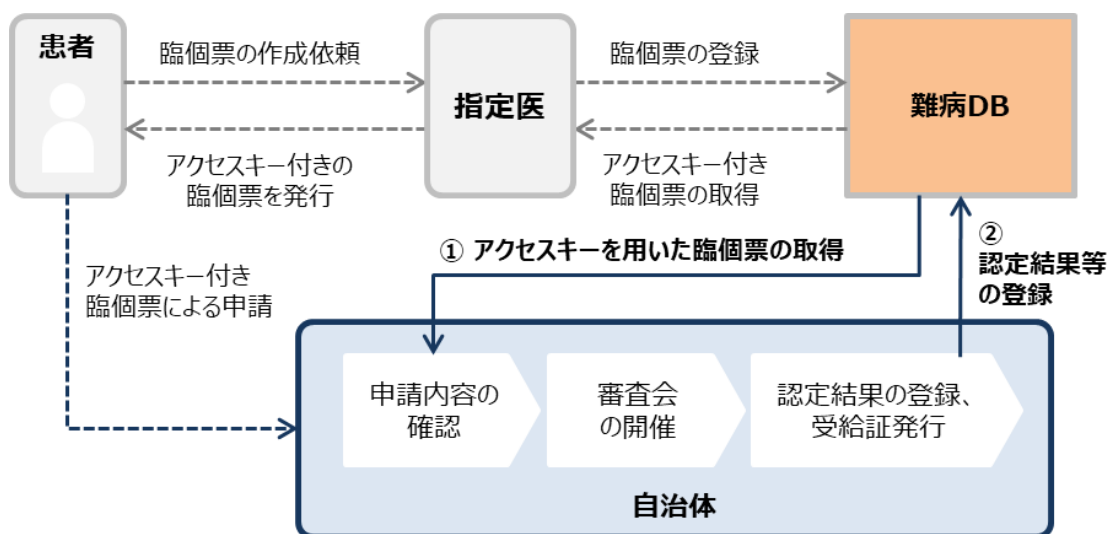 患者
臨個票の作成依頼
アクセスキー付きの
臨個票を発行
指定医
臨個票の登録
アクセスキー付き
臨個票の取得
難病DB
① アクセスキーを用いた臨個票の取得
②
認定結果等
の登録
アクセスキー付き
臨個票による申請
申請内容の
確認
審査会
の開催
認定結果の登録、
受給証発行
自治体